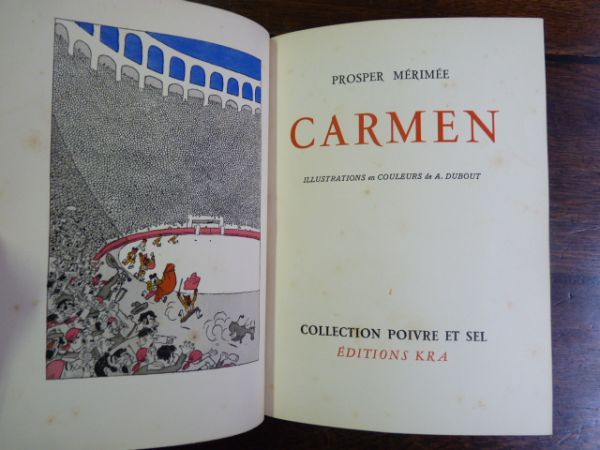 PROSPER MÉRIMÉE
CARMEN
ILLUSTRATIONS en COULEURS de A. DUBOUT
COLLECTION POIVRE ET SEL
ÉDITIONS KRA